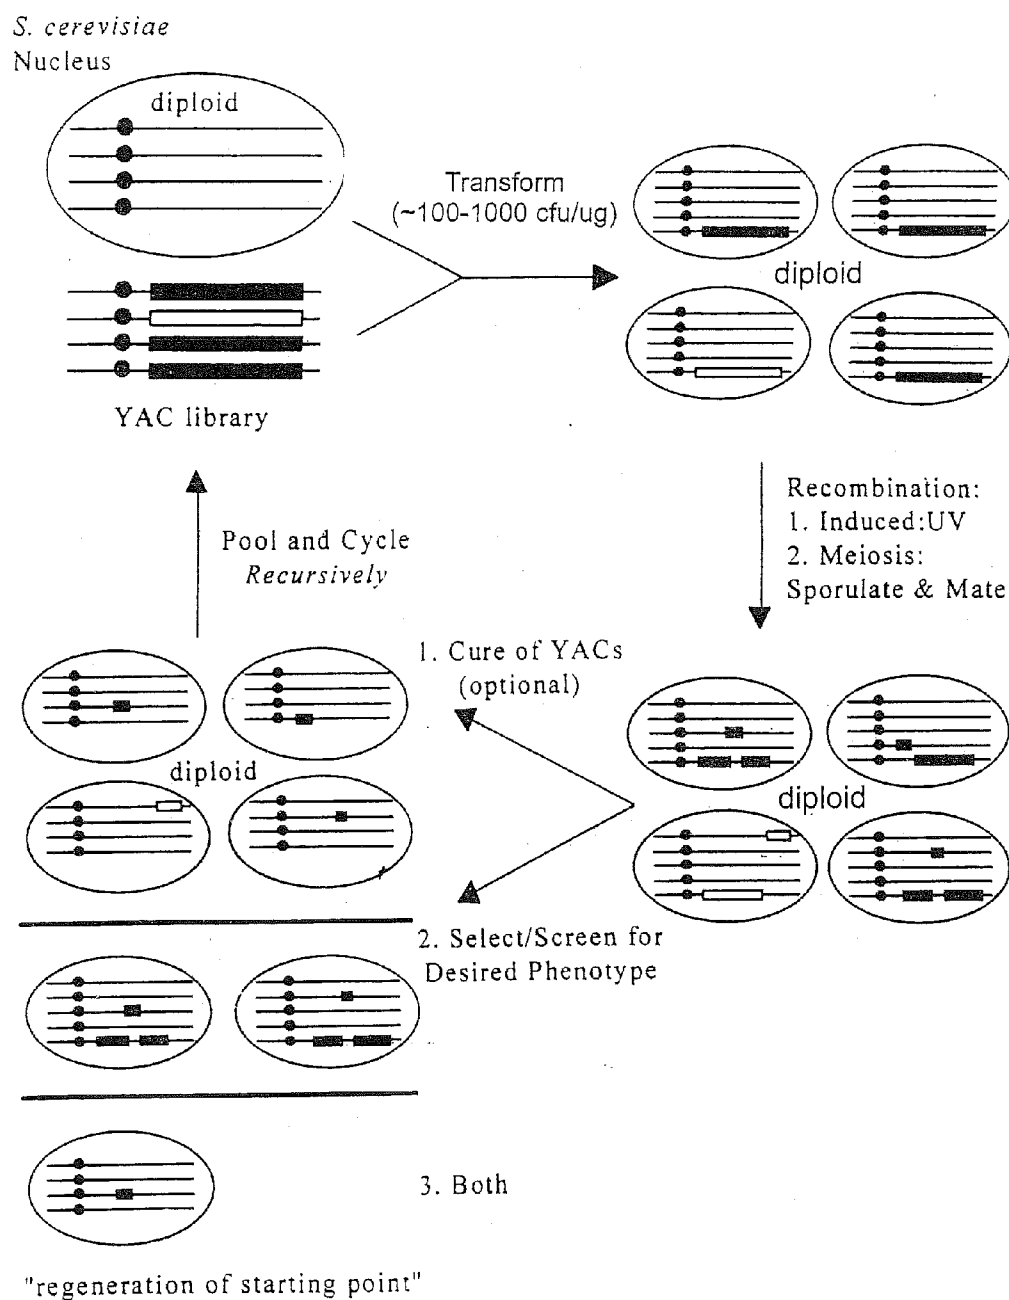 S. cerevisiae
Nucleus
diploid
YAC library
Transform
(~100-1000 cfu/ug)
diploid
Recombination:
1. Induced:UV
2. Meiosis:
Sporulate & Mate
diploid
1. Cure of YACs
(optional)
2. Select/Screen for
Desired Phenotype
3. Both
Pool and Cycle
Recursively
diploid
"regeneration of starting point"